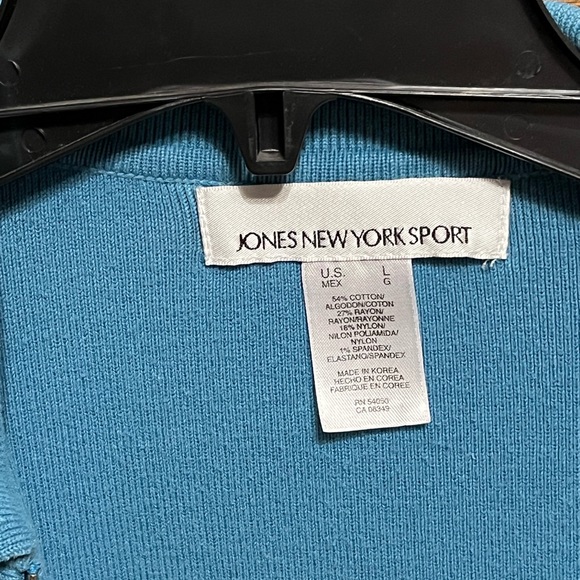 JONES NEW YORK SPORT
U.S. L
MEX G
54% COTTON/
ALGODON/COTON
27% RAYON/
RAYON/RAYONNE
18% NYLON/
NILON POLIAMIDA/
NYLON
1% SPANDEX/
ELASTANO/SPANDEX
MADE IN KOREA
HECHO EN COREA
FABRIQUE EN COREE
RN 54050
CA 08349